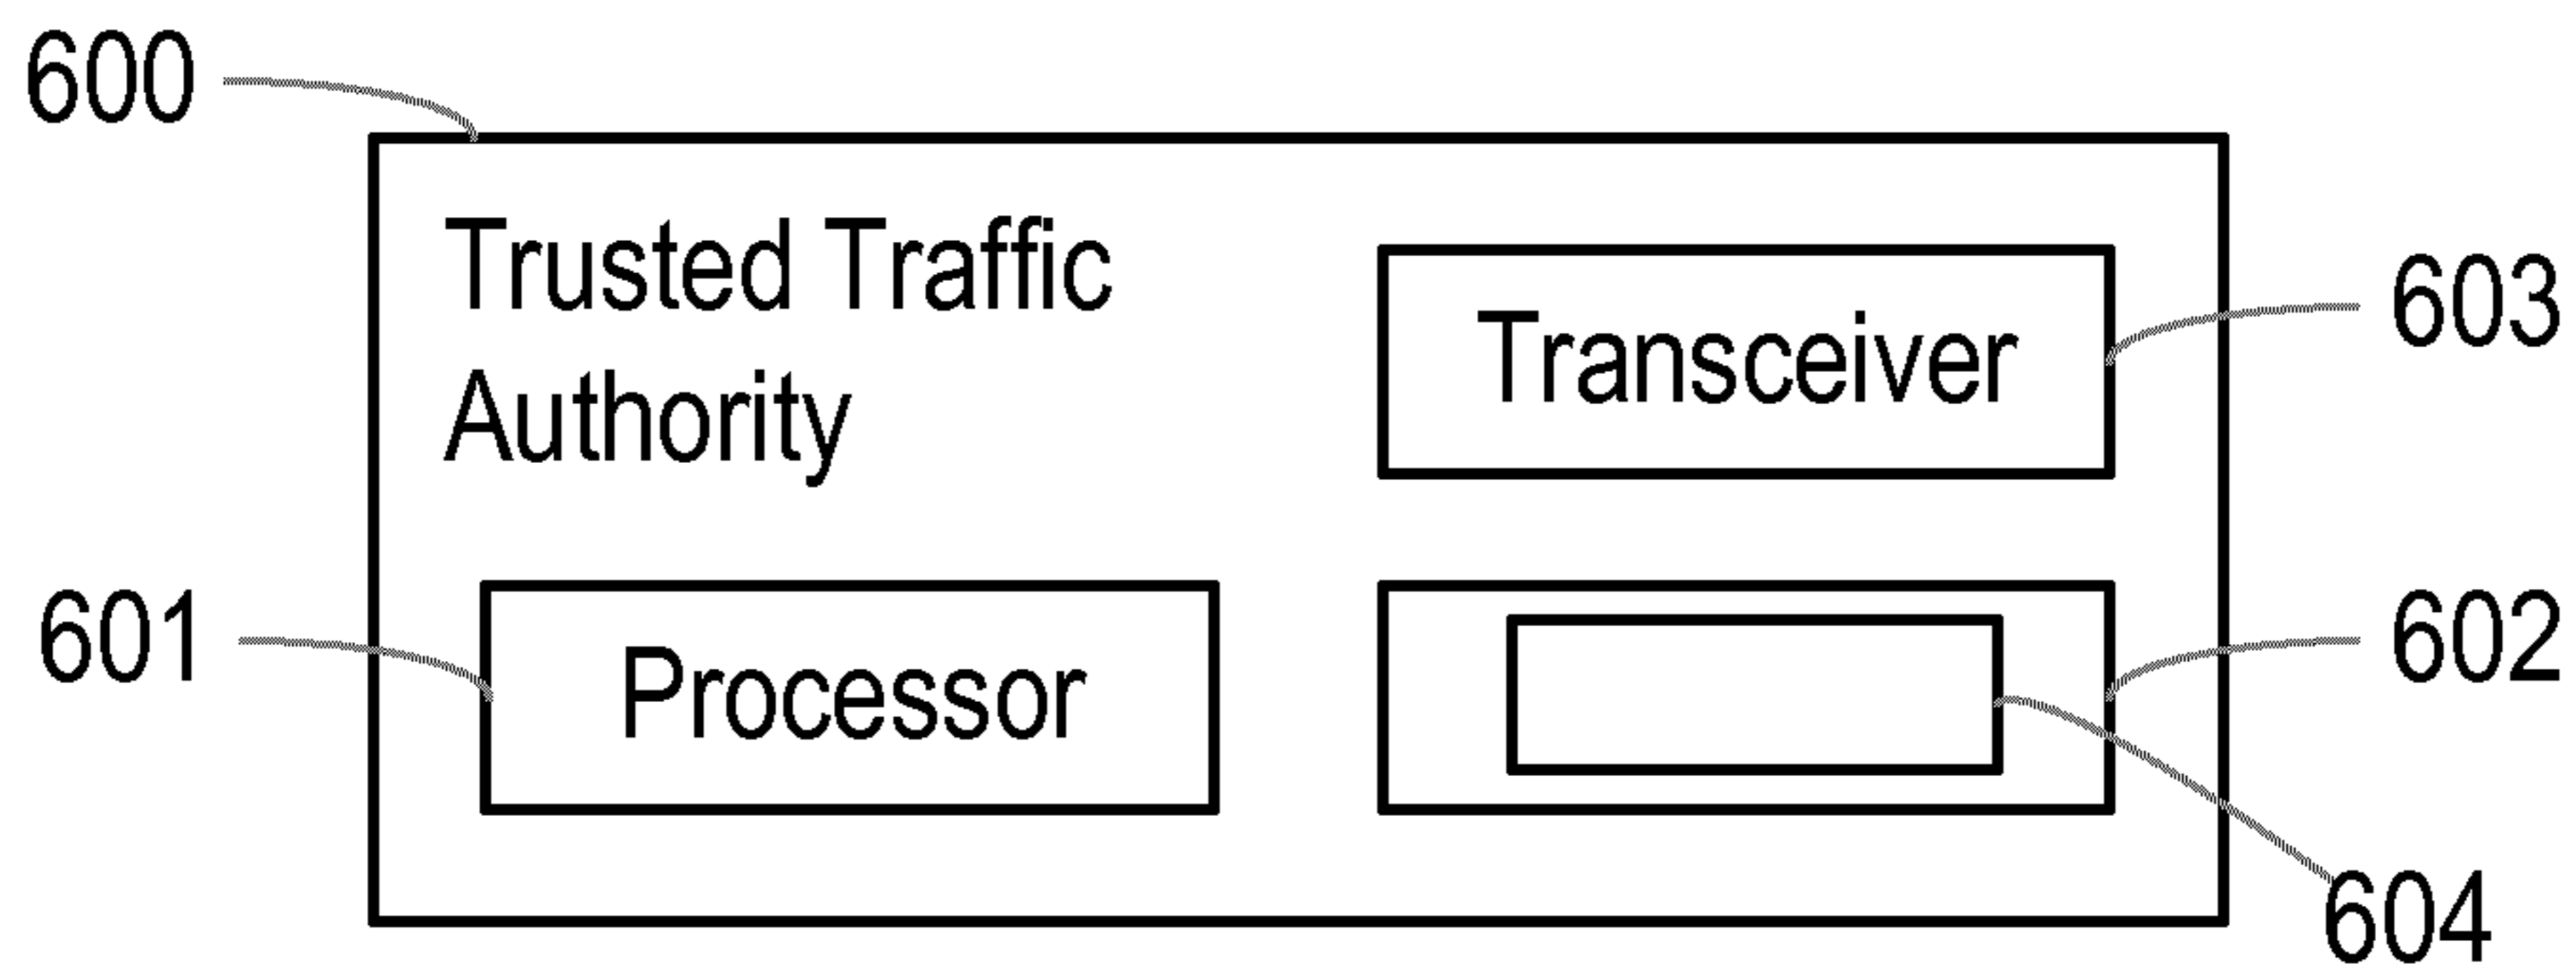 600
Trusted Traffic
Authority
Transceiver
603
601
Processor
602
604